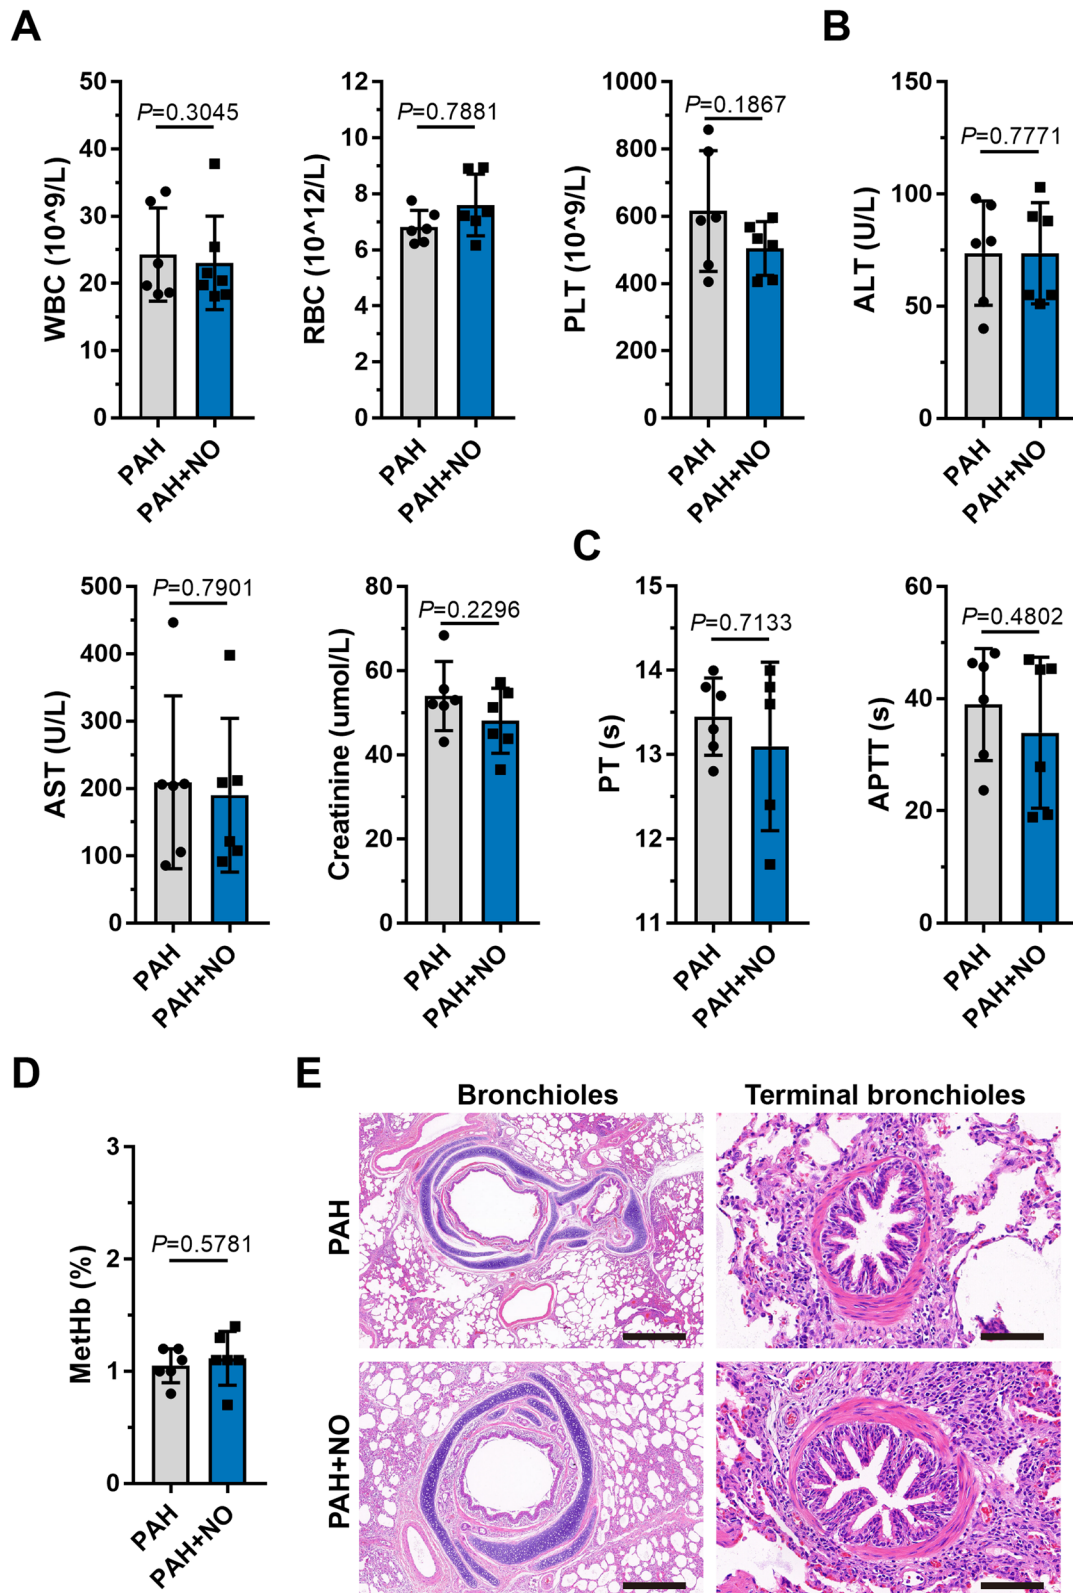 A
B
WBC (10^9/L)
50
40
30
20
10
0
P=0.3045
PAH
PAH+NO
RBC (10^12/L)
12
10
8
6
4
2
0
P=0.7881
PAH
PAH+NO
PLT (10^9/L)
1000
800
600
400
200
0
P=0.1867
PAH
PAH+NO
ALT (U/L)
150
100
50
0
P=0.7771
PAH
PAH+NO
C
AST (U/L)
500
400
300
200
100
0
P=0.7901
PAH
PAH+NO
Creatinine (umol/L)
80
60
40
20
0
P=0.2296
PAH
PAH+NO
PT (s)
15
14
13
12
11
P=0.7133
PAH
PAH+NO
APTT (s)
60
40
20
0
P=0.4802
PAH
PAH+NO
D
MetHb (%)
3
2
1
0
P=0.5781
PAH
PAH+NO
E
Bronchioles
Terminal bronchioles
PAH
PAH+NO